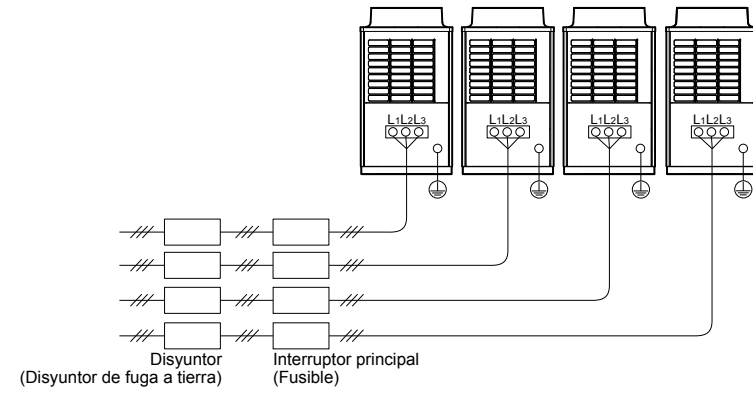 L1L2L3 L1L2L3 L1L2L3 L1L2L3
Disyuntor
(Disyuntor de fuga a tierra)
Interruptor principal
(Fusible)